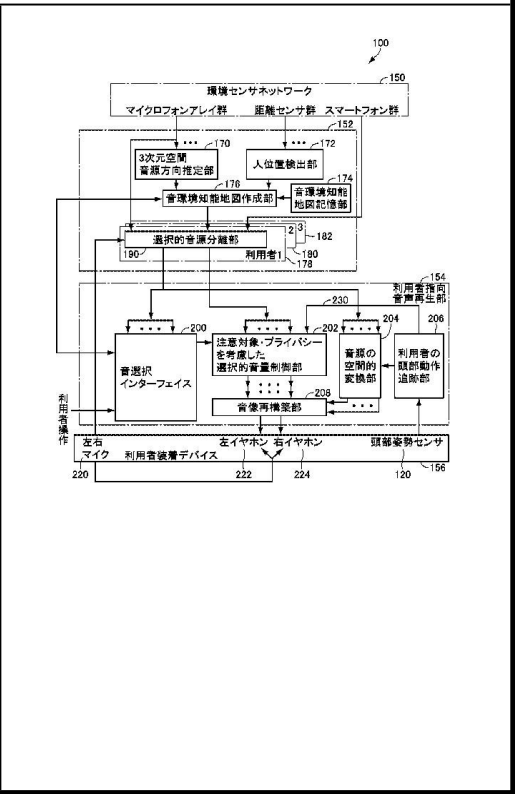 100
150
環境センサネットワーク
マイクロフォンアレイ群 距離センサ群 スマートフォン群
152
170
3次元空間
音源方向推定部
172
人位置検出部
174
音環境知能
地図記憶部
176
音環境知能地図作成部
選択的音源分離部
190
利用者1
2
3
182
180
178
154
利用者指向
音声再生部
230
200
音選択
インターフェイス
202
注意対象・プライバシー
を考慮した
選択的音量制御部
204
音源の
空間的
変換部
206
利用者の
頭部動作
追跡部
208
音像再構築部
利用者操作
左右
マイク
利用者装着デバイス
左イヤホン 右イヤホン
頭部姿勢センサ
220
222
224
120
156